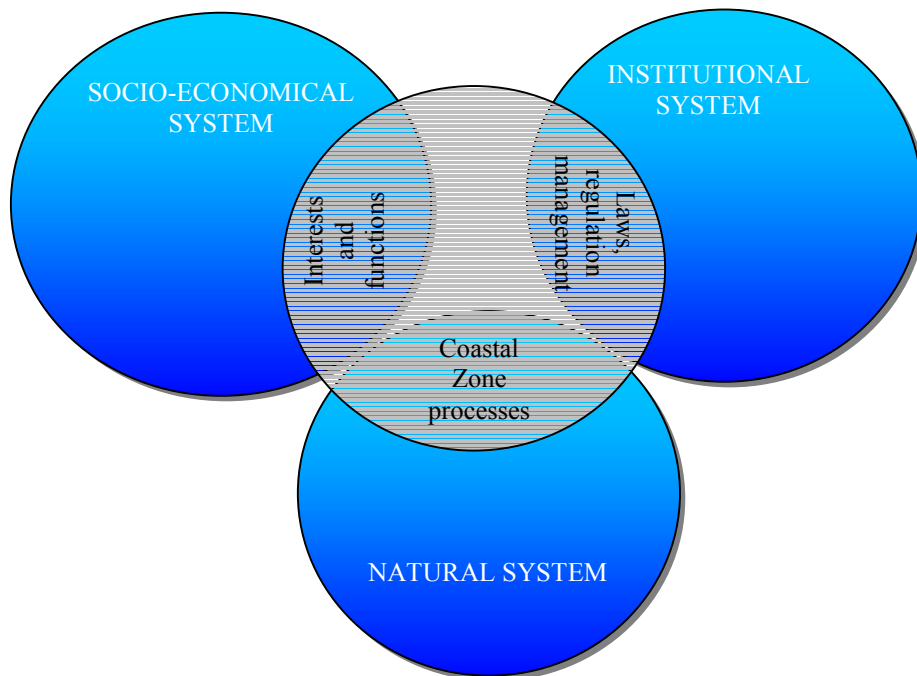 SOCIO-ECONOMICAL
SYSTEM
INSTITUTIONAL
SYSTEM
Interests
and
functions
Laws,
regulation
management
Coastal
Zone
processes
NATURAL SYSTEM